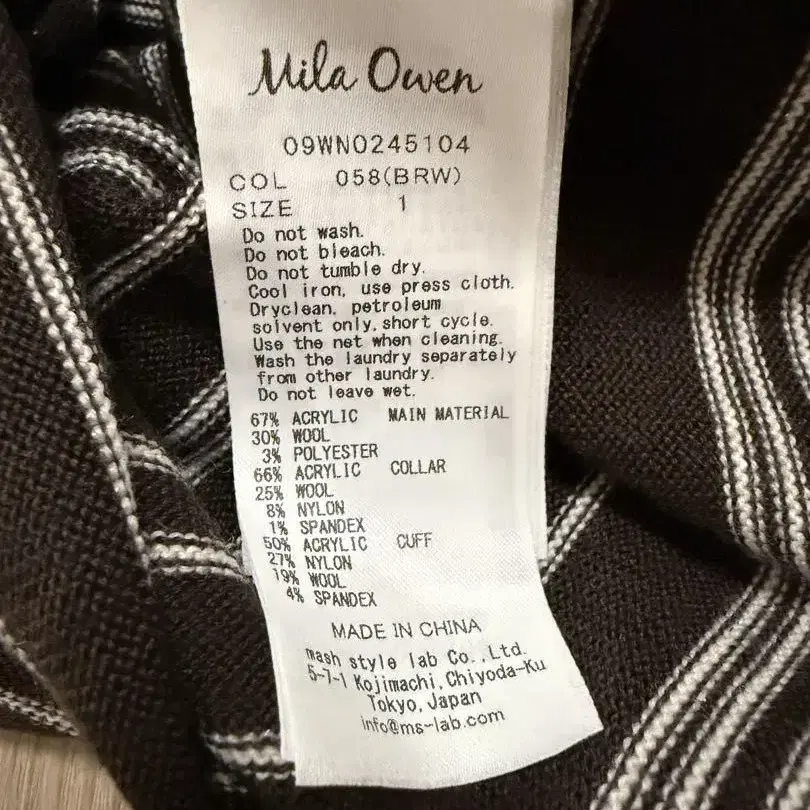 Mila Owen
09WN0245104
COL 058(BRW)
SIZE 1
Do not wash.
Do not bleach.
Do not tumble dry.
Cool iron, use press cloth.
Dryclean, petroleum
solvent only, short cycle.
Use the net when cleaning.
Wash the laundry separately
from other laundry.
Do not leave wet.
67% ACRYLIC MAIN MATERIAL
30% WOOL
3% POLYESTER
66% ACRYLIC COLLAR
25% WOOL
8% NYLON
1% SPANDEX
50% ACRYLIC CUFF
27% NYLON
19% WOOL
4% SPANDEX
MADE IN CHINA
mash style lab Co.,Ltd.
5-7-1 Kojimachi,Chiyoda-Ku
Tokyo,Japan
info@ms-lab.com